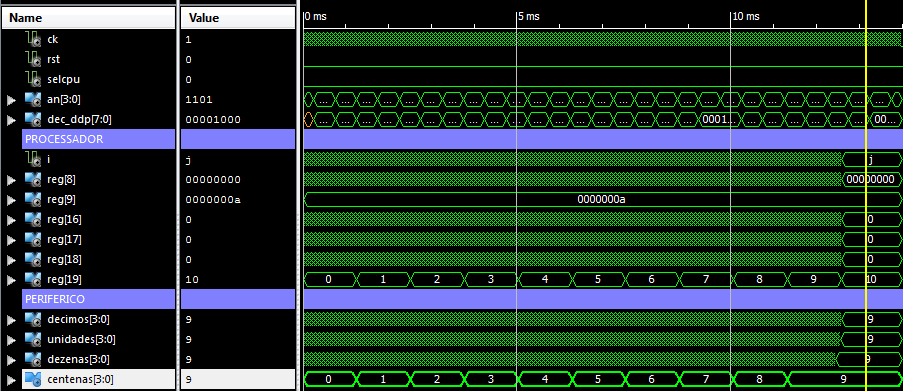 Name Value 0 ms 5 ms 10 ms
ck 1
rst 0
selcpu 0
an[3:0] 1101 ... ... ... ... ... ... ... ... ... ... ... ... ... ... ... ... ... ... ... ... ... ... ... ... ... ... ...
dec_ddp[7:0] 00001000 ... ... ... ... ... ... ... ... ... ... ... ... ... ... ... ... ... ... 0001... ... ... ... ... ... ... 00...
PROCESSADOR
i j j
reg[8] 00000000 00000000
reg[9] 0000000a 0000000a
reg[16] 0 0
reg[17] 0 0
reg[18] 0 0
reg[19] 10 0 1 2 3 4 5 6 7 8 9 10
PERIFERICO
decimos[3:0] 9 9
unidades[3:0] 9 9
dezenas[3:0] 9 9
centenas[3:0] 9 0 1 2 3 4 5 6 7 8 9